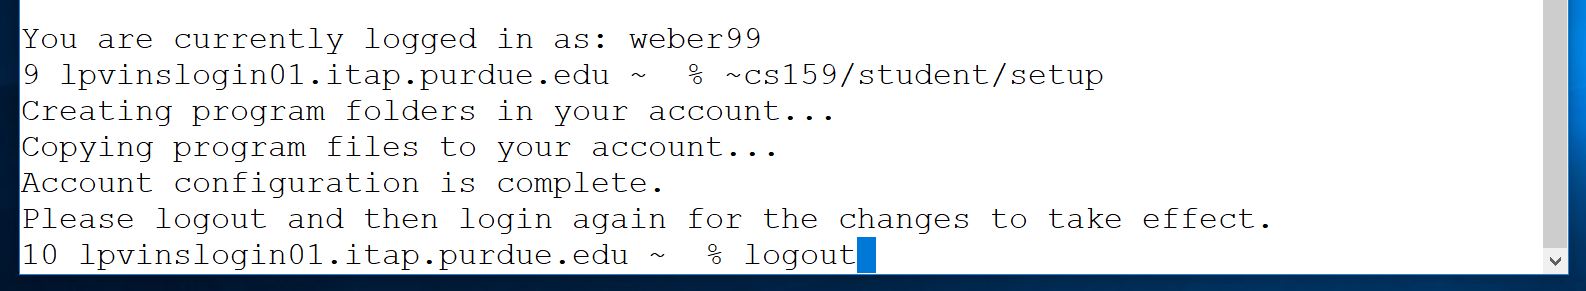 You are currently logged in as: weber99
9 lpvinslogin01.itap.purdue.edu ~  % ~cs159/student/setup
Creating program folders in your account...
Copying program files to your account...
Account configuration is complete.
Please logout and then login again for the changes to take effect.
10 lpvinslogin01.itap.purdue.edu ~  % logout